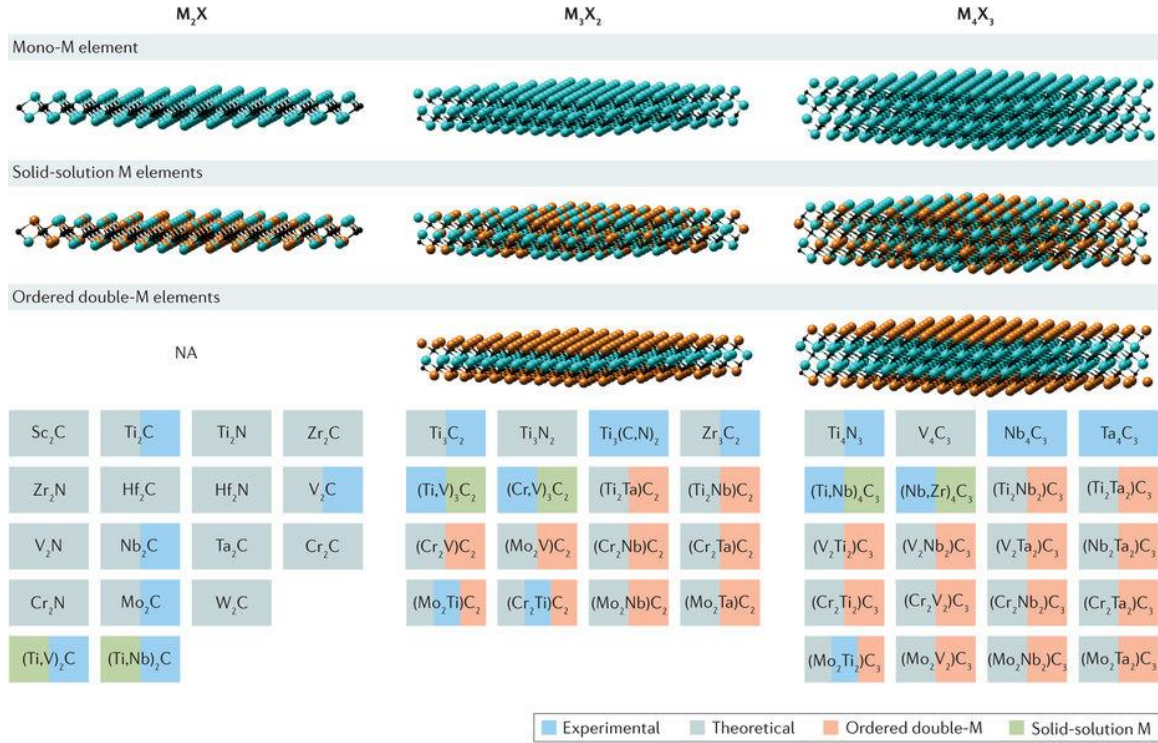 M₂X M₃X₂ M₄X₃
Mono-M element
Solid-solution M elements
Ordered double-M elements
NA
Sc₂C Ti₂C Ti₂N Zr₂C Ti₃C₂ Ti₃N₂ Ti₃(C,N)₂ Zr₃C₂ Ti₄N₃ V₄C₃ Nb₄C₃ Ta₄C₃
Zr₂N Hf₂C Hf₂N V₂C (Ti,V)₃C₂ (Cr,V)₃C₂ (Ti₂Ta)C₂ (Ti₂Nb)C₂ (Ti,Nb)₄C₃ (Nb,Zr)₄C₃ (Ti₂Nb₂)C₃ (Ti₂Ta₂)C₃
V₂N Nb₂C Ta₂C Cr₂C (Cr₂V)C₂ (Mo₂V)C₂ (Cr₂Nb)C₂ (Cr₂Ta)C₂ (V₂Ti₂)C₃ (V₂Nb₂)C₃ (V₂Ta₂)C₃ (Nb₂Ta₂)C₃
Cr₂N Mo₂C W₂C (Mo₂Ti)C₂ (Cr₂Ti)C₂ (Mo₂Nb)C₂ (Mo₂Ta)C₂ (Cr₂Ti₂)C₃ (Cr₂V₂)C₃ (Cr₂Nb₂)C₃ (Cr₂Ta₂)C₃
(Ti,V)₂C (Ti,Nb)₂C (Mo₂Ti₂)C₃ (Mo₂V₂)C₃ (Mo₂Nb₂)C₃ (Mo₂Ta₂)C₃
Experimental Theoretical Ordered double-M Solid-solution M